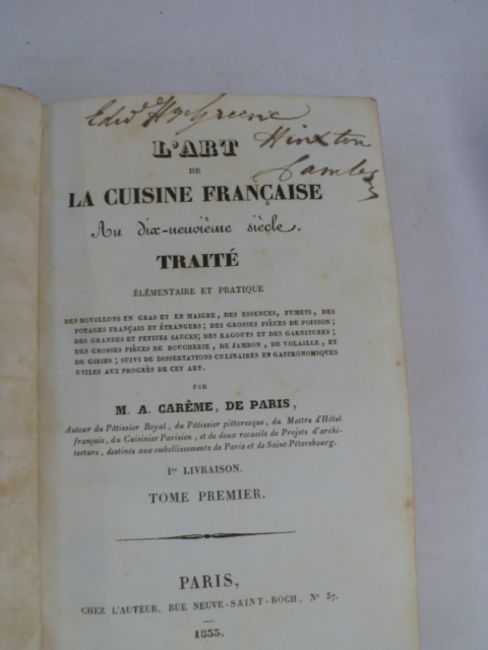 Edwd Hy Greene
Hinxton
Cambs
L'ART
DE
LA CUISINE FRANÇAISE
Au dix-neuvième siècle.
TRAITÉ
ÉLÉMENTAIRE ET PRATIQUE
DES BOUILLONS EN GRAS ET EN MAIGRE, DES ESSENCES, FUMETS, DES
POTAGES FRANÇAIS ET ÉTRANGERS; DES GROSSES PIÈCES DE POISSON;
DES GRANDES ET PETITES SAUCES; DES RAGOUTS ET DES GARNITURES;
DES GROSSES PIÈCES DE BOUCHERIE, DE JAMBON, DE VOLAILLE, ET
DE GIBIER; SUIVI DE DISSERTATIONS CULINAIRES ET GASTRONOMIQUES
UTILES AUX PROGRÈS DE CET ART.
PAR
M. A. CARÊME, DE PARIS,
Auteur du Pâtissier Royal, du Pâtissier pittoresque, du Maître d'Hôtel
français, du Cuisinier Parisien, et de deux recueils de Projets d'archi-
tecture, destinés aux embellissements de Paris et de Saint-Pétersbourg.
Ire LIVRAISON.
TOME PREMIER.
PARIS,
CHEZ L'AUTEUR, RUE NEUVE-SAINT-ROCH, No 37.
1833.